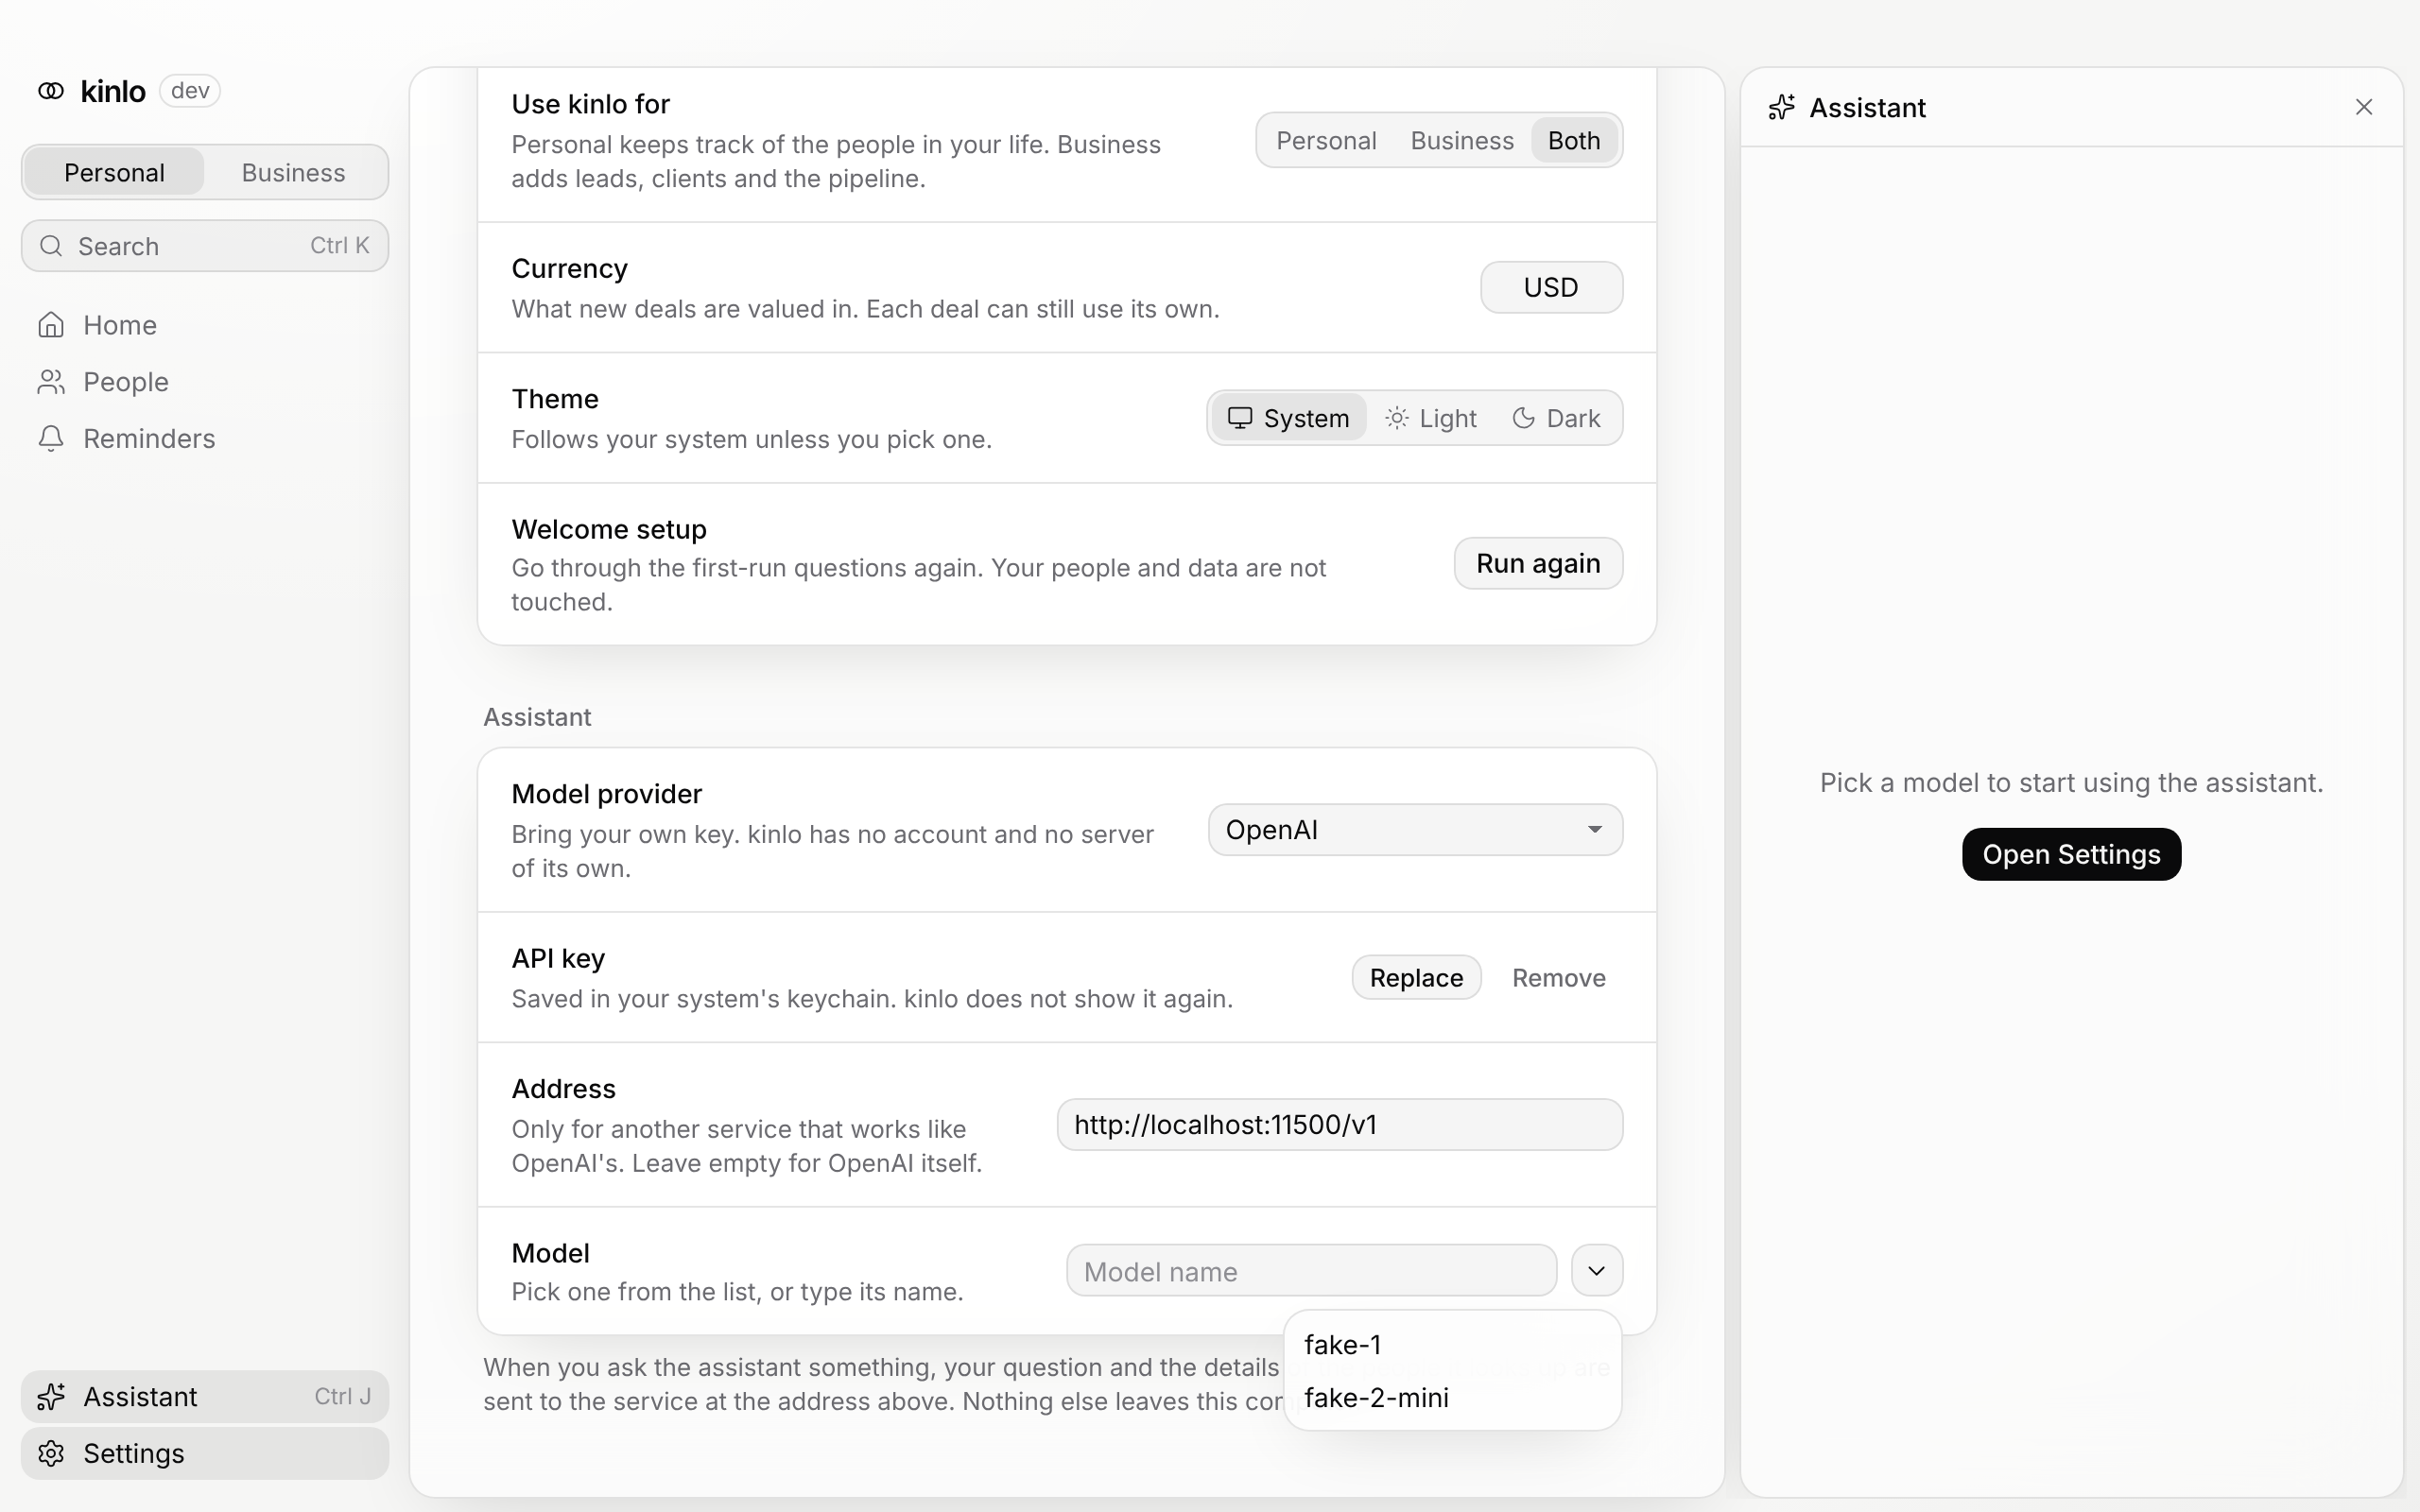 kinlo dev
Personal Business
Search Ctrl K
Home
People
Reminders
Assistant Ctrl J
Settings
Use kinlo for
Personal keeps track of the people in your life. Business
adds leads, clients and the pipeline.
Personal Business Both
Currency
What new deals are valued in. Each deal can still use its own.
USD
Theme
Follows your system unless you pick one.
System Light Dark
Welcome setup
Go through the first-run questions again. Your people and data are not
touched.
Run again
Assistant
Model provider
Bring your own key. kinlo has no account and no server
of its own.
OpenAI
API key
Saved in your system's keychain. kinlo does not show it again.
Replace Remove
Address
Only for another service that works like
OpenAI's. Leave empty for OpenAI itself.
http://localhost:11500/v1
Model
Pick one from the list, or type its name.
Model name
fake-1
fake-2-mini
When you ask the assistant something, your question and the details
sent to the service at the address above. Nothing else leaves this
Assistant
Pick a model to start using the assistant.
Open Settings